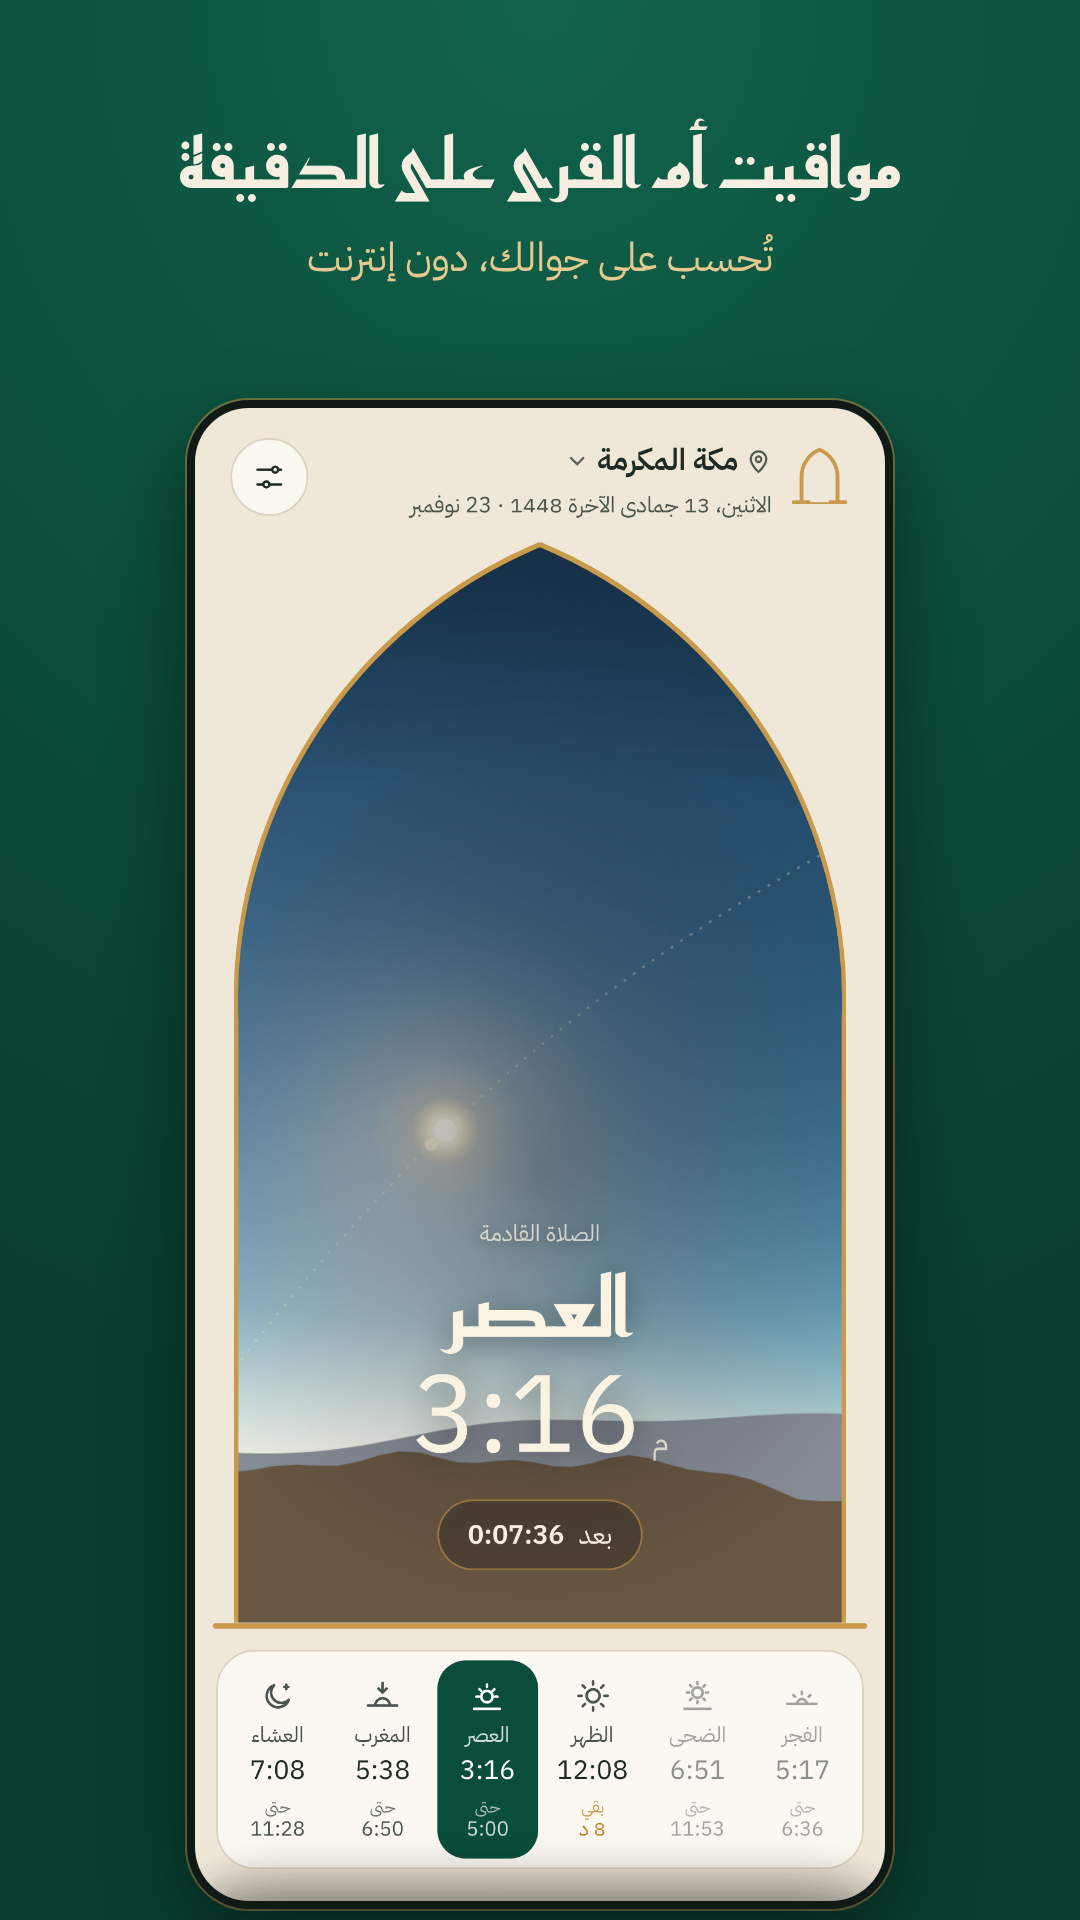 مواقيت أم القرى على الدقيقة
تُحسب على جوالك، دون إنترنت
مكة المكرمة
الاثنين، 13 جمادى الآخرة 1448 · 23 نوفمبر
الصلاة القادمة
العصر
3:16 م
بعد 0:07:36
الفجر الضحى الظهر العصر المغرب العشاء
5:17 6:51 12:08 3:16 5:38 7:08
حتى حتى بقي حتى حتى حتى
6:36 11:53 8 د 5:00 6:50 11:28